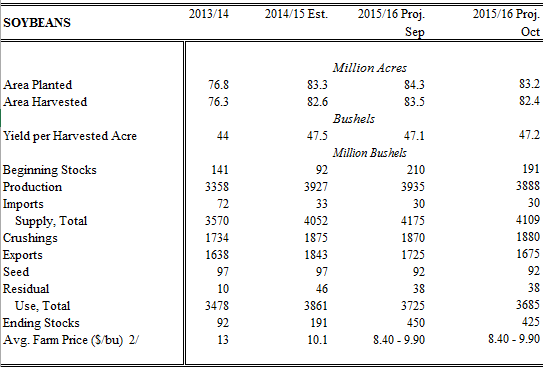 SOYBEANS 2013/14 2014/15 Est. 2015/16 Proj. 2015/16 Proj.
Sep Oct
Million Acres
Area Planted 76.8 83.3 84.3 83.2
Area Harvested 76.3 82.6 83.5 82.4
Bushels
Yield per Harvested Acre 44 47.5 47.1 47.2
Million Bushels
Beginning Stocks 141 92 210 191
Production 3358 3927 3935 3888
Imports 72 33 30 30
Supply, Total 3570 4052 4175 4109
Crushings 1734 1875 1870 1880
Exports 1638 1843 1725 1675
Seed 97 97 92 92
Residual 10 46 38 38
Use, Total 3478 3861 3725 3685
Ending Stocks 92 191 450 425
Avg. Farm Price ($/bu) 2/ 13 10.1 8.40 - 9.90 8.40 - 9.90